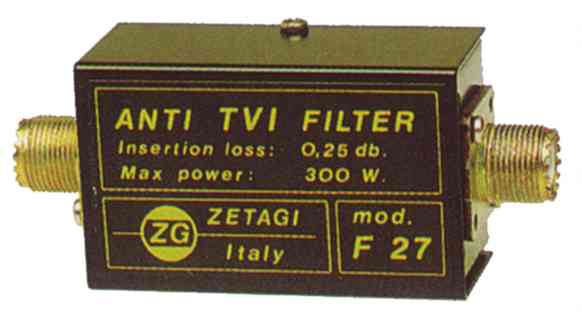 ANTI TVI FILTER
Insertion loss: 0,25 db.
Max power: 300 W.
ZG
ZETAGI
Italy
mod.
F 27